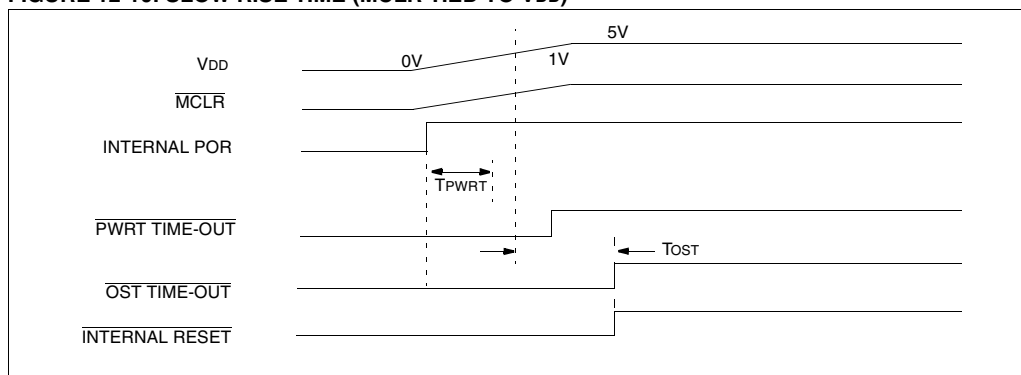 FIGURE 12-10: SLOW RISE TIME (MCLR TIED TO VDD)
5V
VDD 0V 1V
MCLR
INTERNAL POR
TPWRT
PWRT TIME-OUT
TOST
OST TIME-OUT
INTERNAL RESET